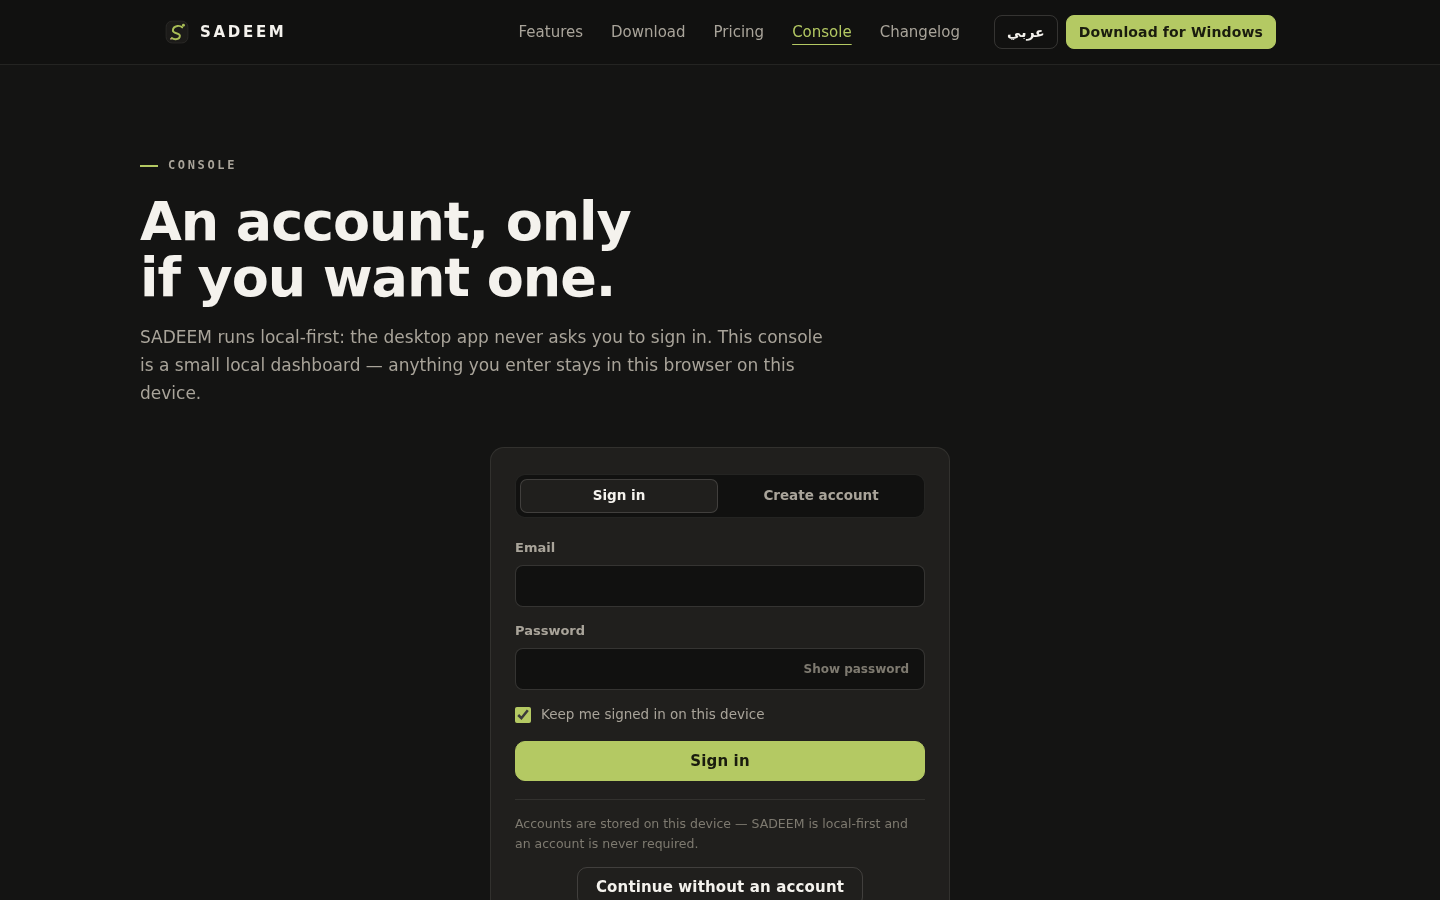 SADEEM
Features
Download
Pricing
Console
Changelog
عربي
Download for Windows
CONSOLE
An account, only
if you want one.
SADEEM runs local-first: the desktop app never asks you to sign in. This console
is a small local dashboard — anything you enter stays in this browser on this
device.
Sign in
Create account
Email
Password
Show password
Keep me signed in on this device
Sign in
Accounts are stored on this device — SADEEM is local-first and
an account is never required.
Continue without an account